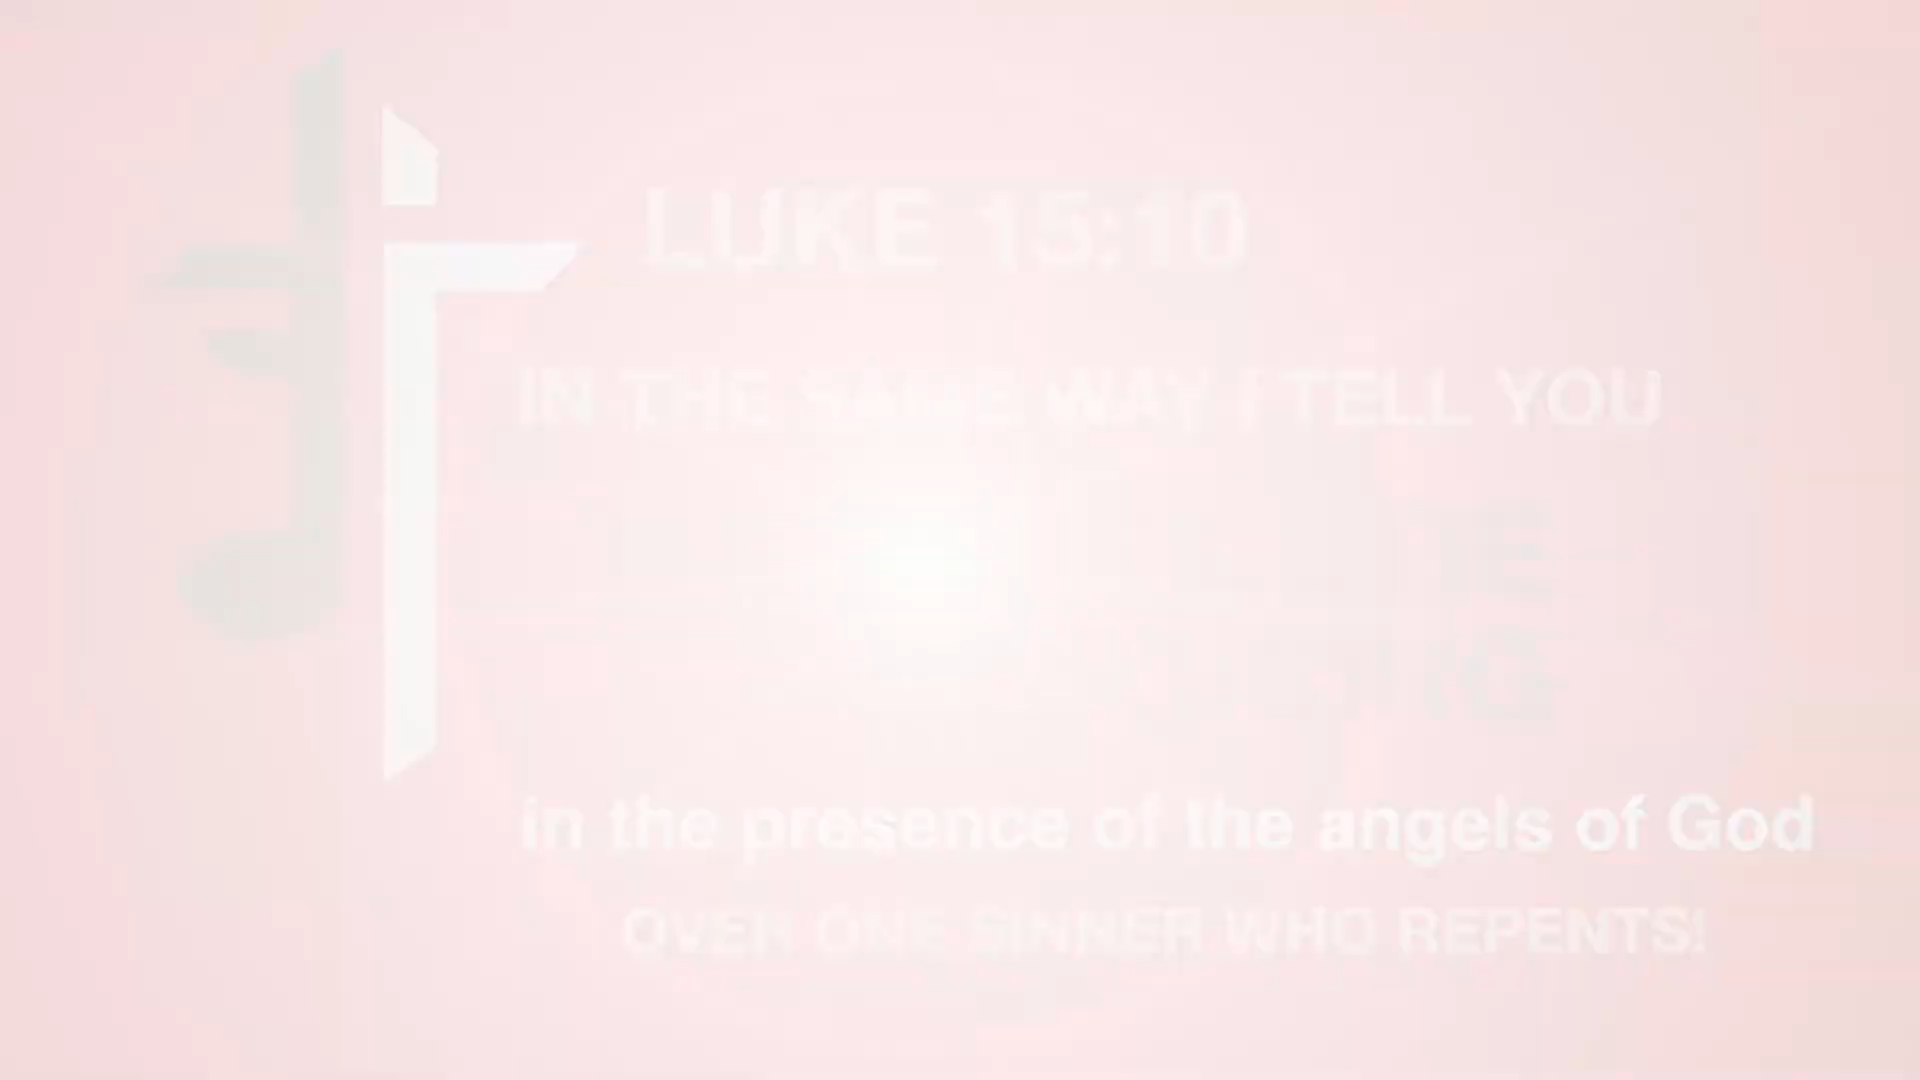 LUKE 15:10
IN THE SAME WAY I TELL YOU
in the presence of the angels of God
OVER ONE SINNER WHO REPENTS!